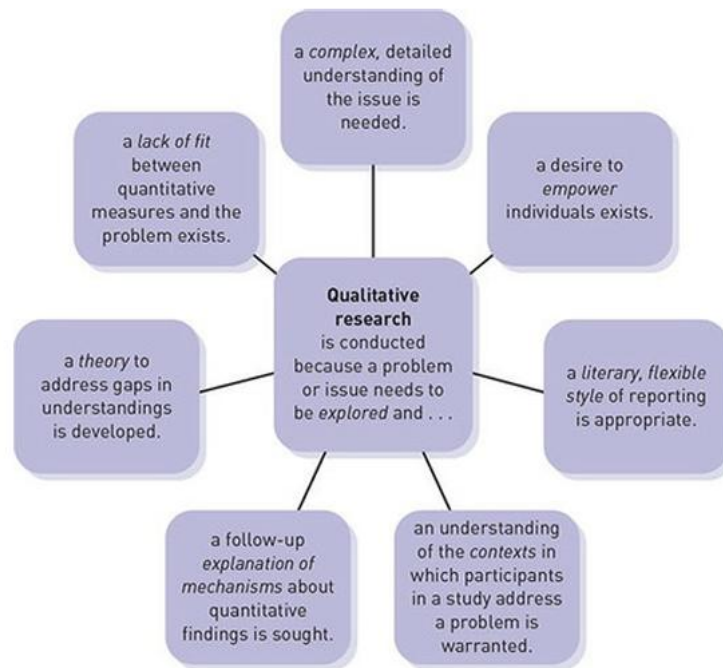 a complex, detailed
understanding of
the issue is
needed.
a lack of fit
between
quantitative
measures and the
problem exists.
a desire to
empower
individuals exists.
Qualitative
research
is conducted
because a problem
or issue needs to
be explored and . . .
a theory to
address gaps in
understandings
is developed.
a literary, flexible
style of reporting
is appropriate.
a follow-up
explanation of
mechanisms about
quantitative
findings is sought.
an understanding
of the contexts in
which participants
in a study address
a problem is
warranted.